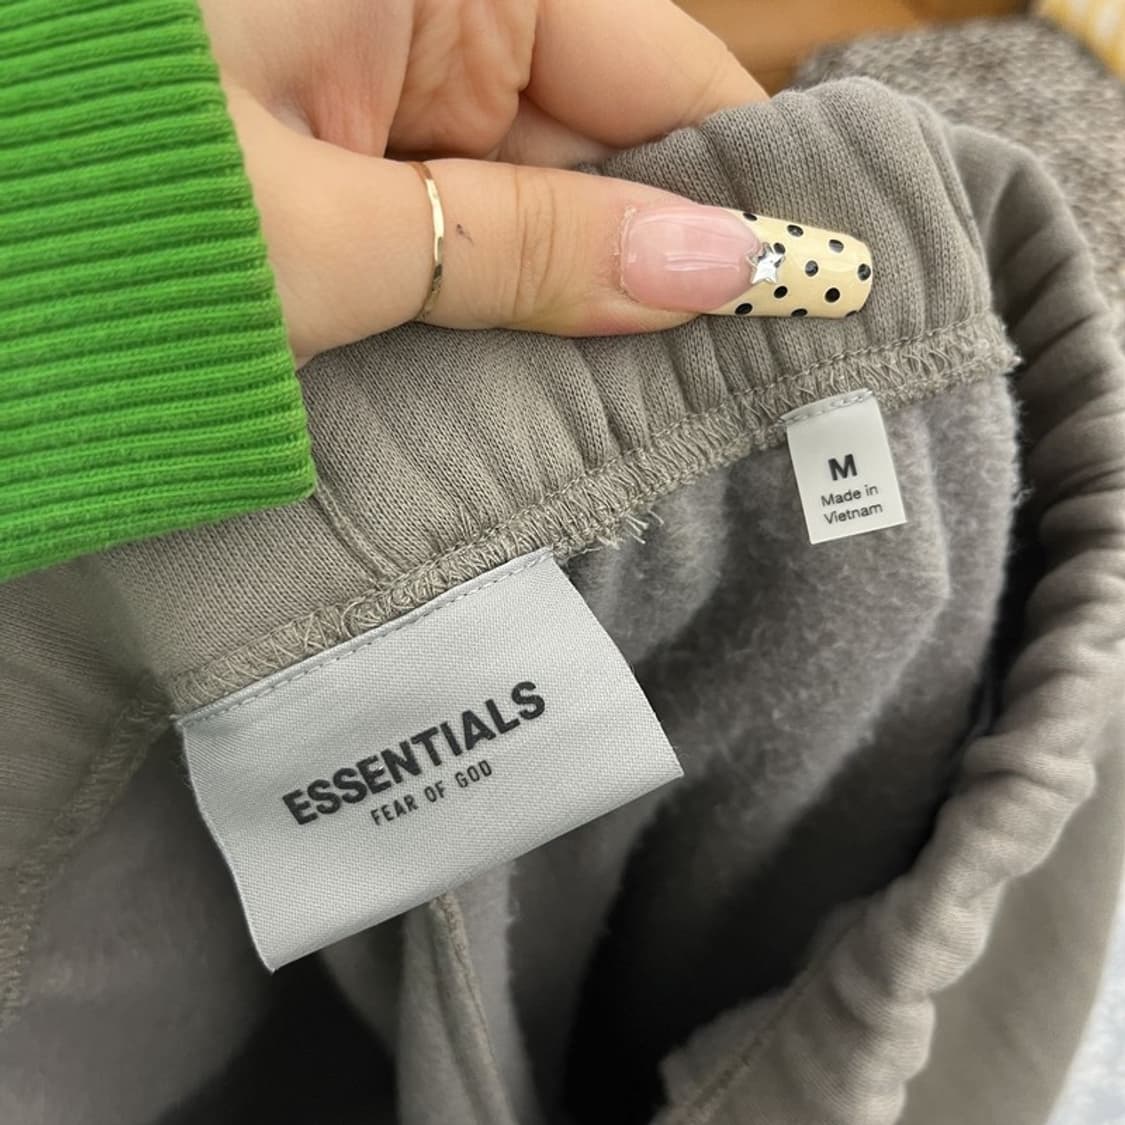 M
Made in
Vietnam
ESSENTIALS
FEAR OF GOD